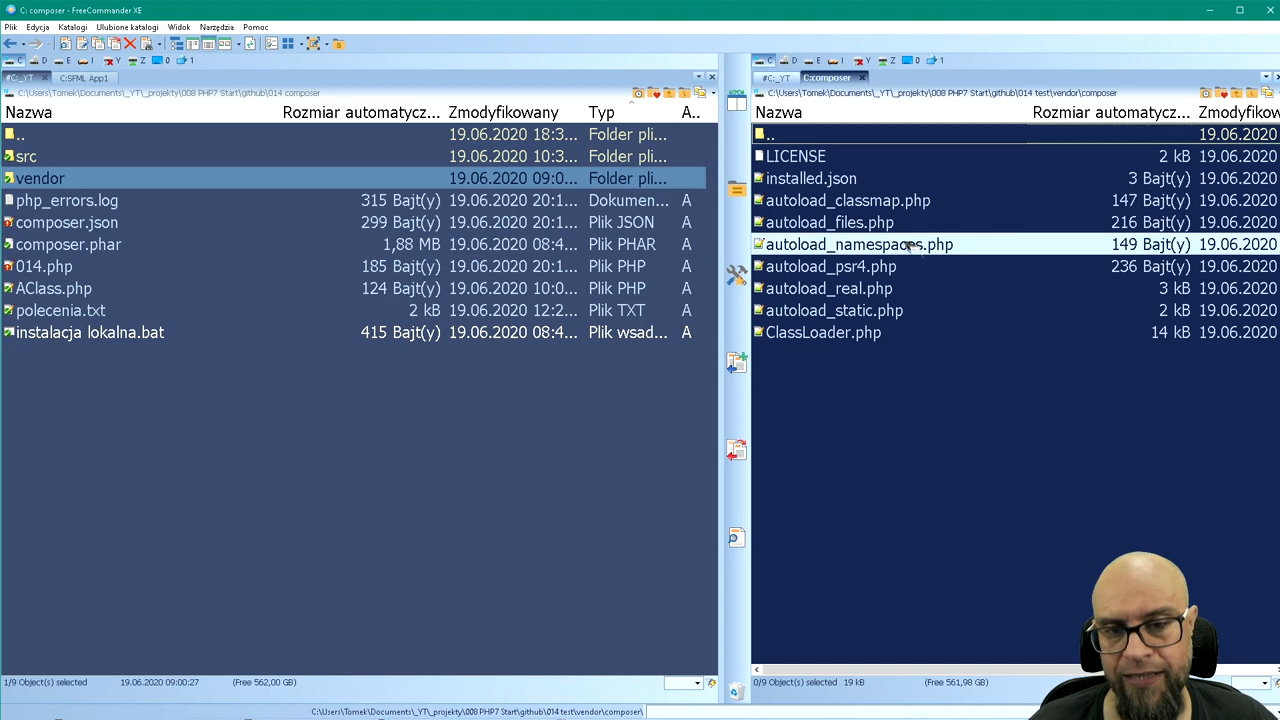 C: composer - FreeCommander XE
Plik Edycja Katalogi Ulubione katalogi Widok Narzędzia Pomoc
C D E I Y Z 0 1
#C:_YT C:SFML App1
C:\Users\Tomek\Documents\_YT\_projekty\008 PHP7 Start\github\014 composer
Nazwa Rozmiar automatycz... Zmodyfikowany Typ A..
.. 19.06.2020 18:3... Folder pli...
src 19.06.2020 10:3... Folder pli...
vendor 19.06.2020 09:0... Folder pli...
php_errors.log 315 Bajt(y) 19.06.2020 20:1... Dokumen... A
composer.json 299 Bajt(y) 19.06.2020 20:1... Plik JSON A
composer.phar 1,88 MB 19.06.2020 08:4... Plik PHAR A
014.php 185 Bajt(y) 19.06.2020 20:1... Plik PHP A
AClass.php 124 Bajt(y) 19.06.2020 10:0... Plik PHP A
polecenia.txt 2 kB 19.06.2020 12:2... Plik TXT A
instalacja lokalna.bat 415 Bajt(y) 19.06.2020 08:4... Plik wsad... A
1/9 Object(s) selected 19.06.2020 09:00:27 (Free 562,00 GB)
C D E I Y Z 0 1
#C:_YT C:composer
C:\Users\Tomek\Documents\_YT\_projekty\008 PHP7 Start\github\014 test\vendor\composer
Nazwa Rozmiar automatycz... Zmodyfikow
.. 19.06.2020
LICENSE 2 kB 19.06.2020
installed.json 3 Bajt(y) 19.06.2020
autoload_classmap.php 147 Bajt(y) 19.06.2020
autoload_files.php 216 Bajt(y) 19.06.2020
autoload_namespaces.php 149 Bajt(y) 19.06.2020
autoload_psr4.php 236 Bajt(y) 19.06.2020
autoload_real.php 3 kB 19.06.2020
autoload_static.php 2 kB 19.06.2020
ClassLoader.php 14 kB 19.06.2020
0/9 Object(s) selected 19 kB (Free 561,98 GB)
C:\Users\Tomek\Documents\_YT\_projekty\008 PHP7 Start\github\014 test\vendor\composer\